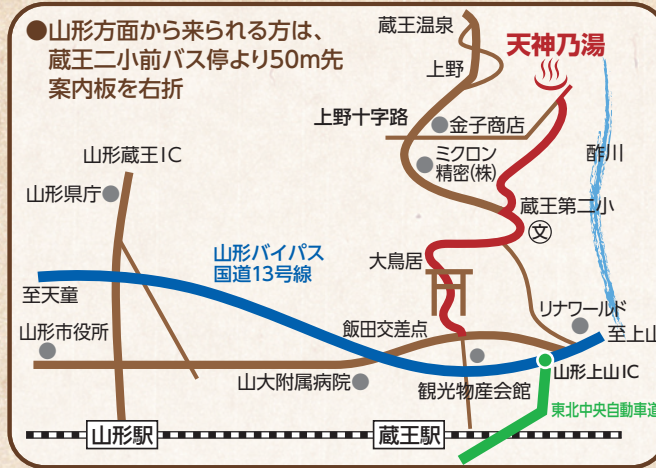 ●山形方面から来られる方は、
蔵王二小前バス停より50m先
案内板を右折
蔵王温泉
上野
天神乃湯
上野十字路
金子商店
ミクロン
精密(株)
酢川
山形蔵王IC
山形県庁
蔵王第二小
文
山形バイパス
国道13号線
大鳥居
至天童
リナワールド
飯田交差点
至上山
山形市役所
山大附属病院
観光物産会館
山形上山IC
東北中央自動車道
山形駅
蔵王駅